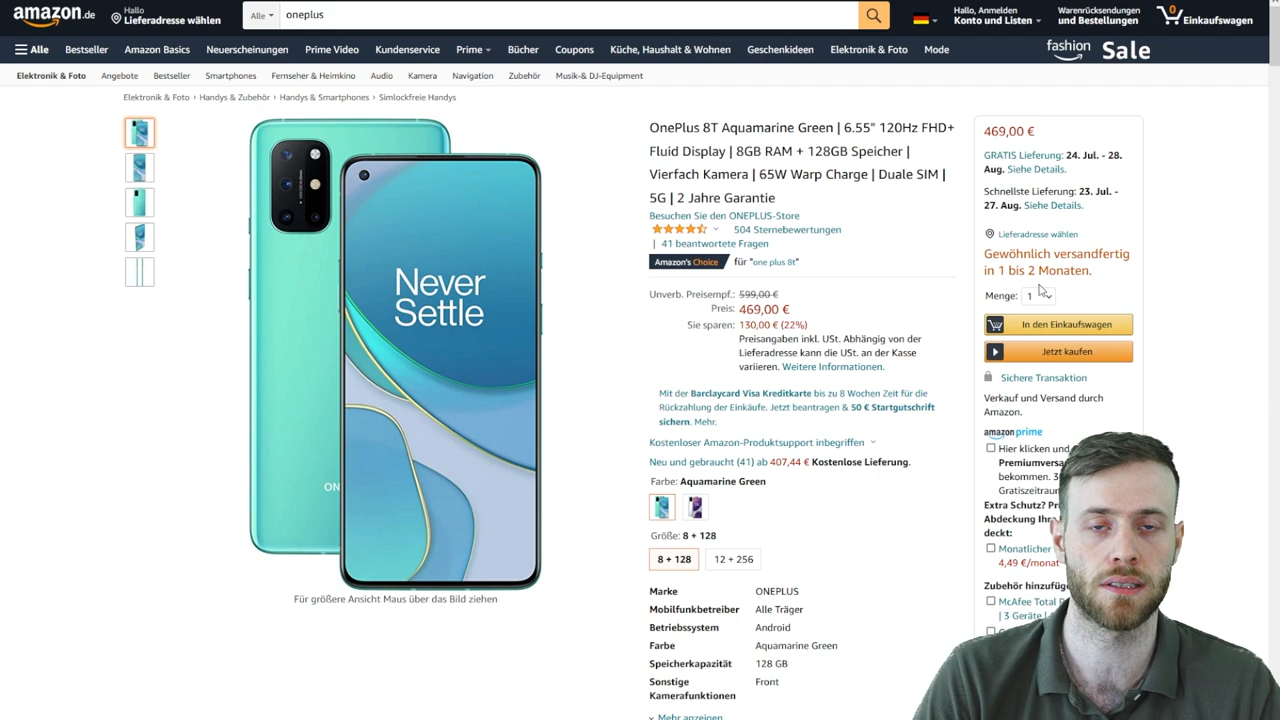 amazon.de
Hallo
Lieferadresse wählen
Alle
oneplus
Hallo, Anmelden
Konto und Listen
Warenrücksendungen
und Bestellungen
0
Einkaufswagen
Alle
Bestseller
Amazon Basics
Neuerscheinungen
Prime Video
Kundenservice
Prime
Bücher
Coupons
Küche, Haushalt & Wohnen
Geschenkideen
Elektronik & Foto
Mode
fashion Sale
Elektronik & Foto
Angebote
Bestseller
Smartphones
Fernseher & Heimkino
Audio
Kamera
Navigation
Zubehör
Musik- & DJ-Equipment
Elektronik & Foto › Handys & Zubehör › Handys & Smartphones › Simlockfreie Handys
Never
Settle
ON
Für größere Ansicht Maus über das Bild ziehen
OnePlus 8T Aquamarine Green | 6.55" 120Hz FHD+
Fluid Display | 8GB RAM + 128GB Speicher |
Vierfach Kamera | 65W Warp Charge | Duale SIM |
5G | 2 Jahre Garantie
Besuchen Sie den ONEPLUS-Store
504 Sternebewertungen
| 41 beantwortete Fragen
Amazon's Choice für "one plus 8t"
Unverb. Preisempf.: 599,00 €
Preis: 469,00 €
Sie sparen: 130,00 € (22%)
Preisangaben inkl. USt. Abhängig von der
Lieferadresse kann die USt. an der Kasse
variieren. Weitere Informationen.
Mit der Barclaycard Visa Kreditkarte bis zu 8 Wochen Zeit für die
Rückzahlung der Einkäufe. Jetzt beantragen & 50 € Startgutschrift
sichern. Mehr.
Kostenloser Amazon-Produktsupport inbegriffen
Neu und gebraucht (41) ab 407,44 € Kostenlose Lieferung.
Farbe: Aquamarine Green
Größe: 8 + 128
8 + 128
12 + 256
Marke ONEPLUS
Mobilfunkbetreiber Alle Träger
Betriebssystem Android
Farbe Aquamarine Green
Speicherkapazität 128 GB
Sonstige Front
Kamerafunktionen
Mehr anzeigen
469,00 €
GRATIS Lieferung: 24. Jul. - 28.
Aug. Siehe Details.
Schnellste Lieferung: 23. Jul. -
27. Aug. Siehe Details.
Lieferadresse wählen
Gewöhnlich versandfertig
in 1 bis 2 Monaten.
Menge: 1
In den Einkaufswagen
Jetzt kaufen
Sichere Transaktion
Verkauf und Versand durch
Amazon.
amazon prime
Hier klicken und
Premiumversa
bekommen. 3
Gratiszeitraum
Extra Schutz? Pr
Abdeckung Ihr
deckt:
Monatlicher
4,49 €/monat
Zubehör hinzufüg
McAfee Total P
| 3 Geräte |